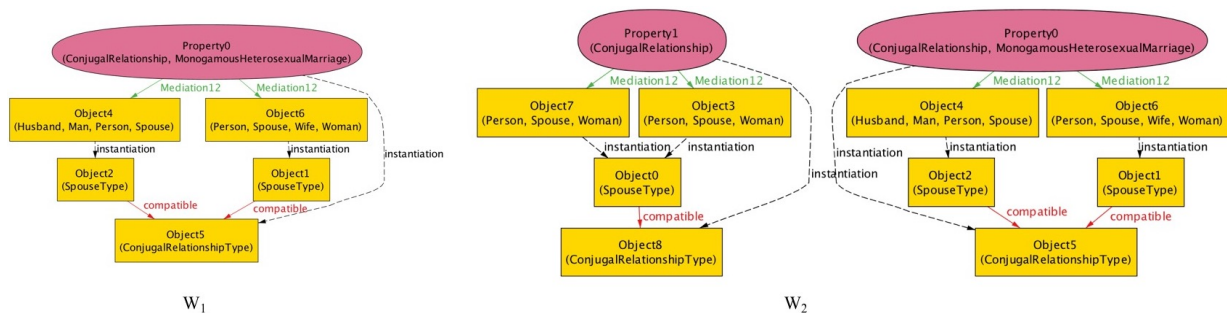 Property0
(ConjugalRelationship, MonogamousHeterosexualMarriage)
Mediation12
Mediation12
Object4
(Husband, Man, Person, Spouse)
Object6
(Person, Spouse, Wife, Woman)
instantiation
instantiation
instantiation
Object2
(SpouseType)
Object1
(SpouseType)
compatible
compatible
Object5
(ConjugalRelationshipType)
W1
Property1
(ConjugalRelationship)
Mediation12
Mediation12
Object7
(Person, Spouse, Woman)
Object3
(Person, Spouse, Woman)
instantiation
instantiation
instantiation
Object0
(SpouseType)
compatible
Object8
(ConjugalRelationshipType)
Property0
(ConjugalRelationship, MonogamousHeterosexualMarriage)
Mediation12
Mediation12
Object4
(Husband, Man, Person, Spouse)
Object6
(Person, Spouse, Wife, Woman)
instantiation
instantiation
instantiation
Object2
(SpouseType)
Object1
(SpouseType)
compatible
compatible
Object5
(ConjugalRelationshipType)
W2